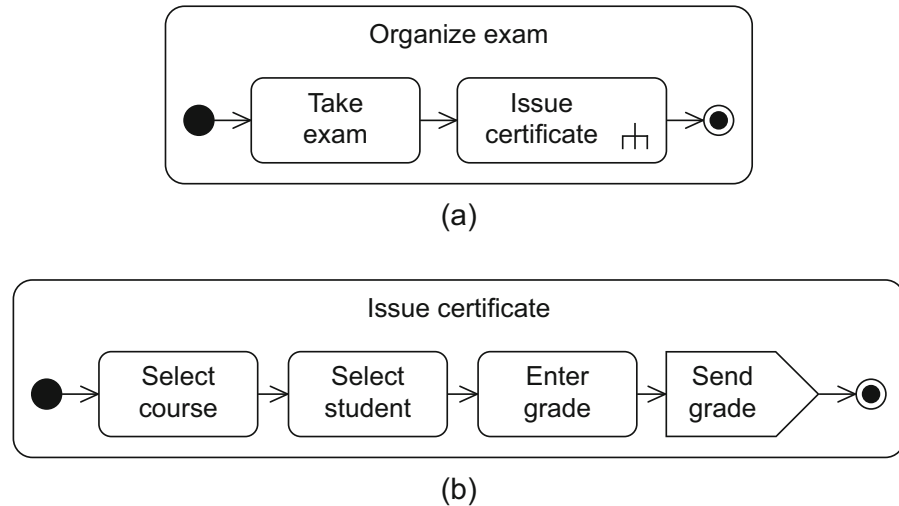 Organize exam
Take
exam
Issue
certificate
(a)
Issue certificate
Select
course
Select
student
Enter
grade
Send
grade
(b)